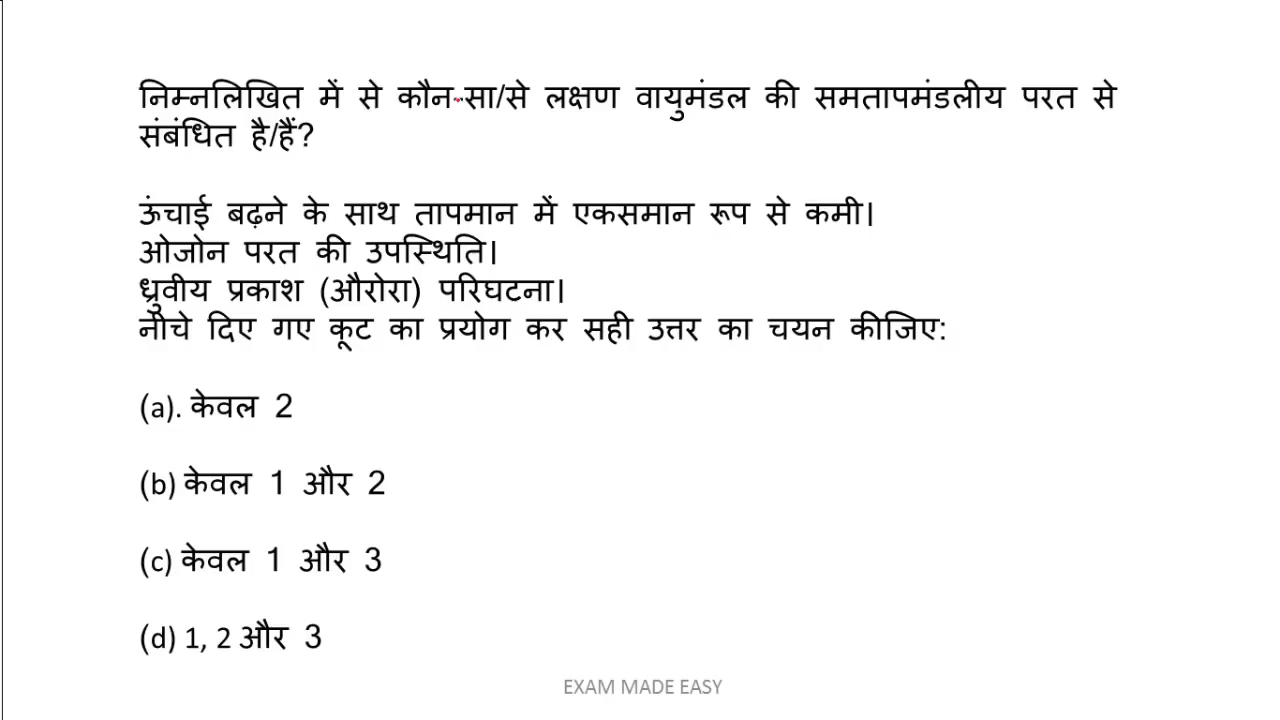 निम्नलिखित में से कौन-सा/से लक्षण वायुमंडल की समतापमंडलीय परत से
संबंधित है/हैं?
ऊंचाई बढ़ने के साथ तापमान में एकसमान रूप से कमी।
ओजोन परत की उपस्थिति।
ध्रुवीय प्रकाश (औरोरा) परिघटना।
नीचे दिए गए कूट का प्रयोग कर सही उत्तर का चयन कीजिए:
(a). केवल 2
(b) केवल 1 और 2
(c) केवल 1 और 3
(d) 1, 2 और 3
EXAM MADE EASY